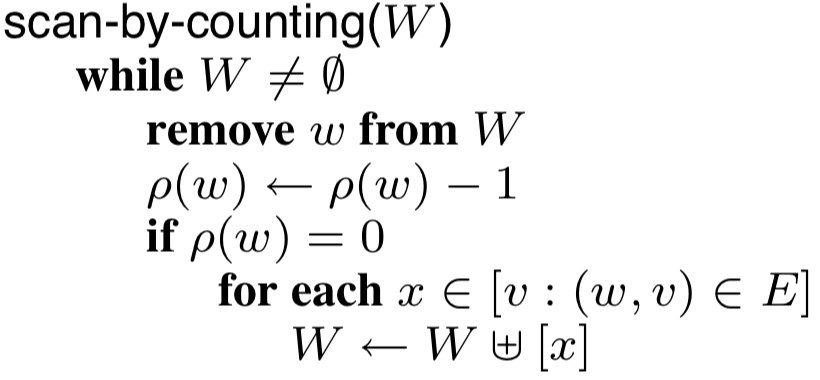 scan-by-counting(W)
while W ≠ ∅
remove w from W
ρ(w) ← ρ(w) − 1
if ρ(w) = 0
for each x ∈ [v : (w, v) ∈ E]
W ← W ⊎ [x]